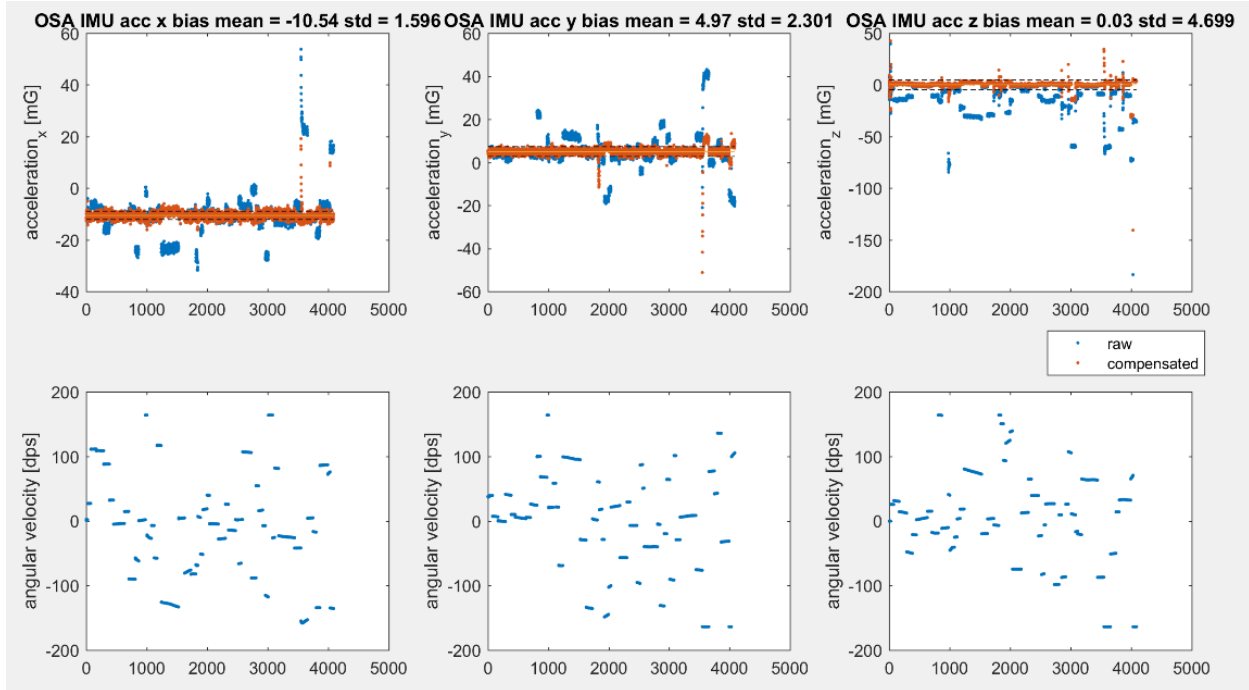 OSA IMU acc x bias mean = -10.54 std = 1.596
OSA IMU acc y bias mean = 4.97 std = 2.301
OSA IMU acc z bias mean = 0.03 std = 4.699
acceleration_x [mG]
60
40
20
0
-20
-40
0 1000 2000 3000 4000 5000
acceleration_y [mG]
60
40
20
0
-20
-40
-60
0 1000 2000 3000 4000 5000
acceleration_z [mG]
50
0
-50
-100
-150
-200
0 1000 2000 3000 4000 5000
raw
compensated
angular velocity [dps]
200
100
0
-100
-200
0 1000 2000 3000 4000 5000
angular velocity [dps]
200
100
0
-100
-200
0 1000 2000 3000 4000 5000
angular velocity [dps]
200
100
0
-100
-200
0 1000 2000 3000 4000 5000